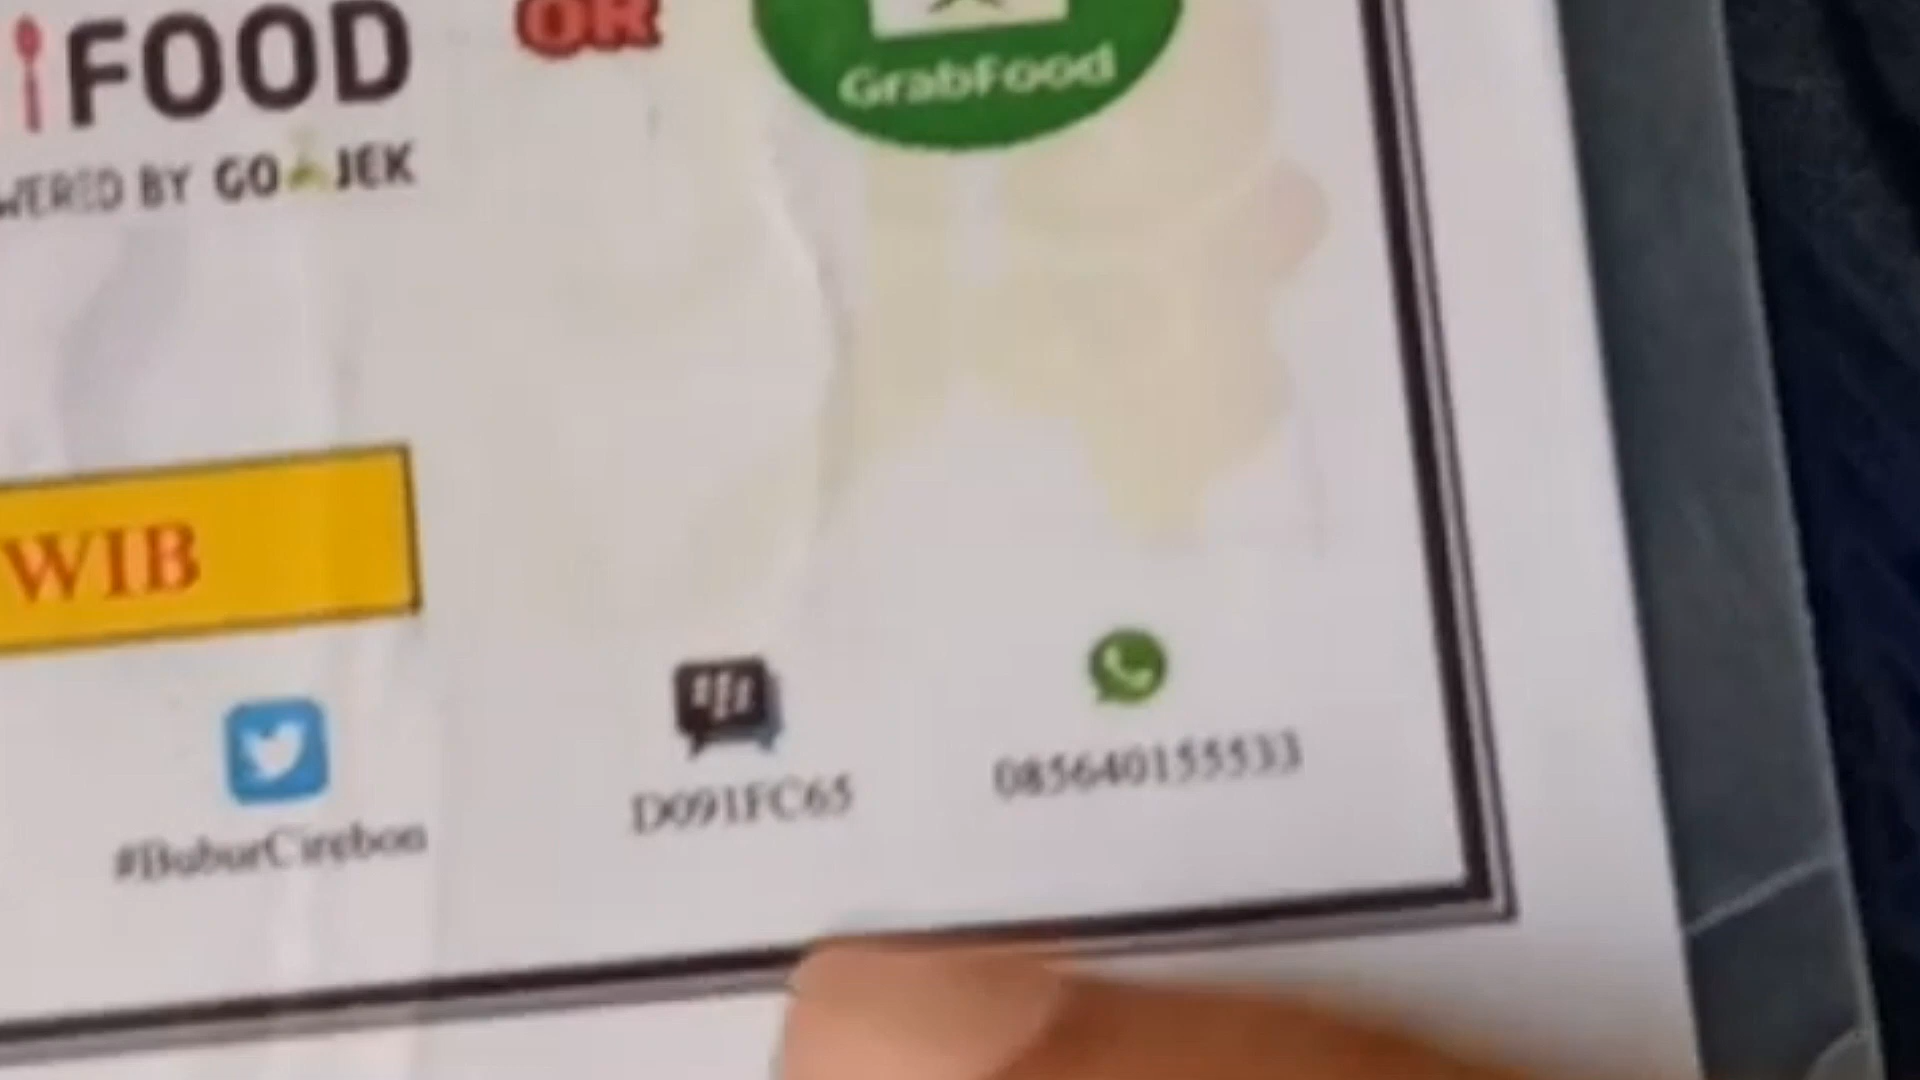 FOOD
OR
GrabFood
WERED BY GO JEK
WIB
#BuburCirebon
D091FC65
085640155533